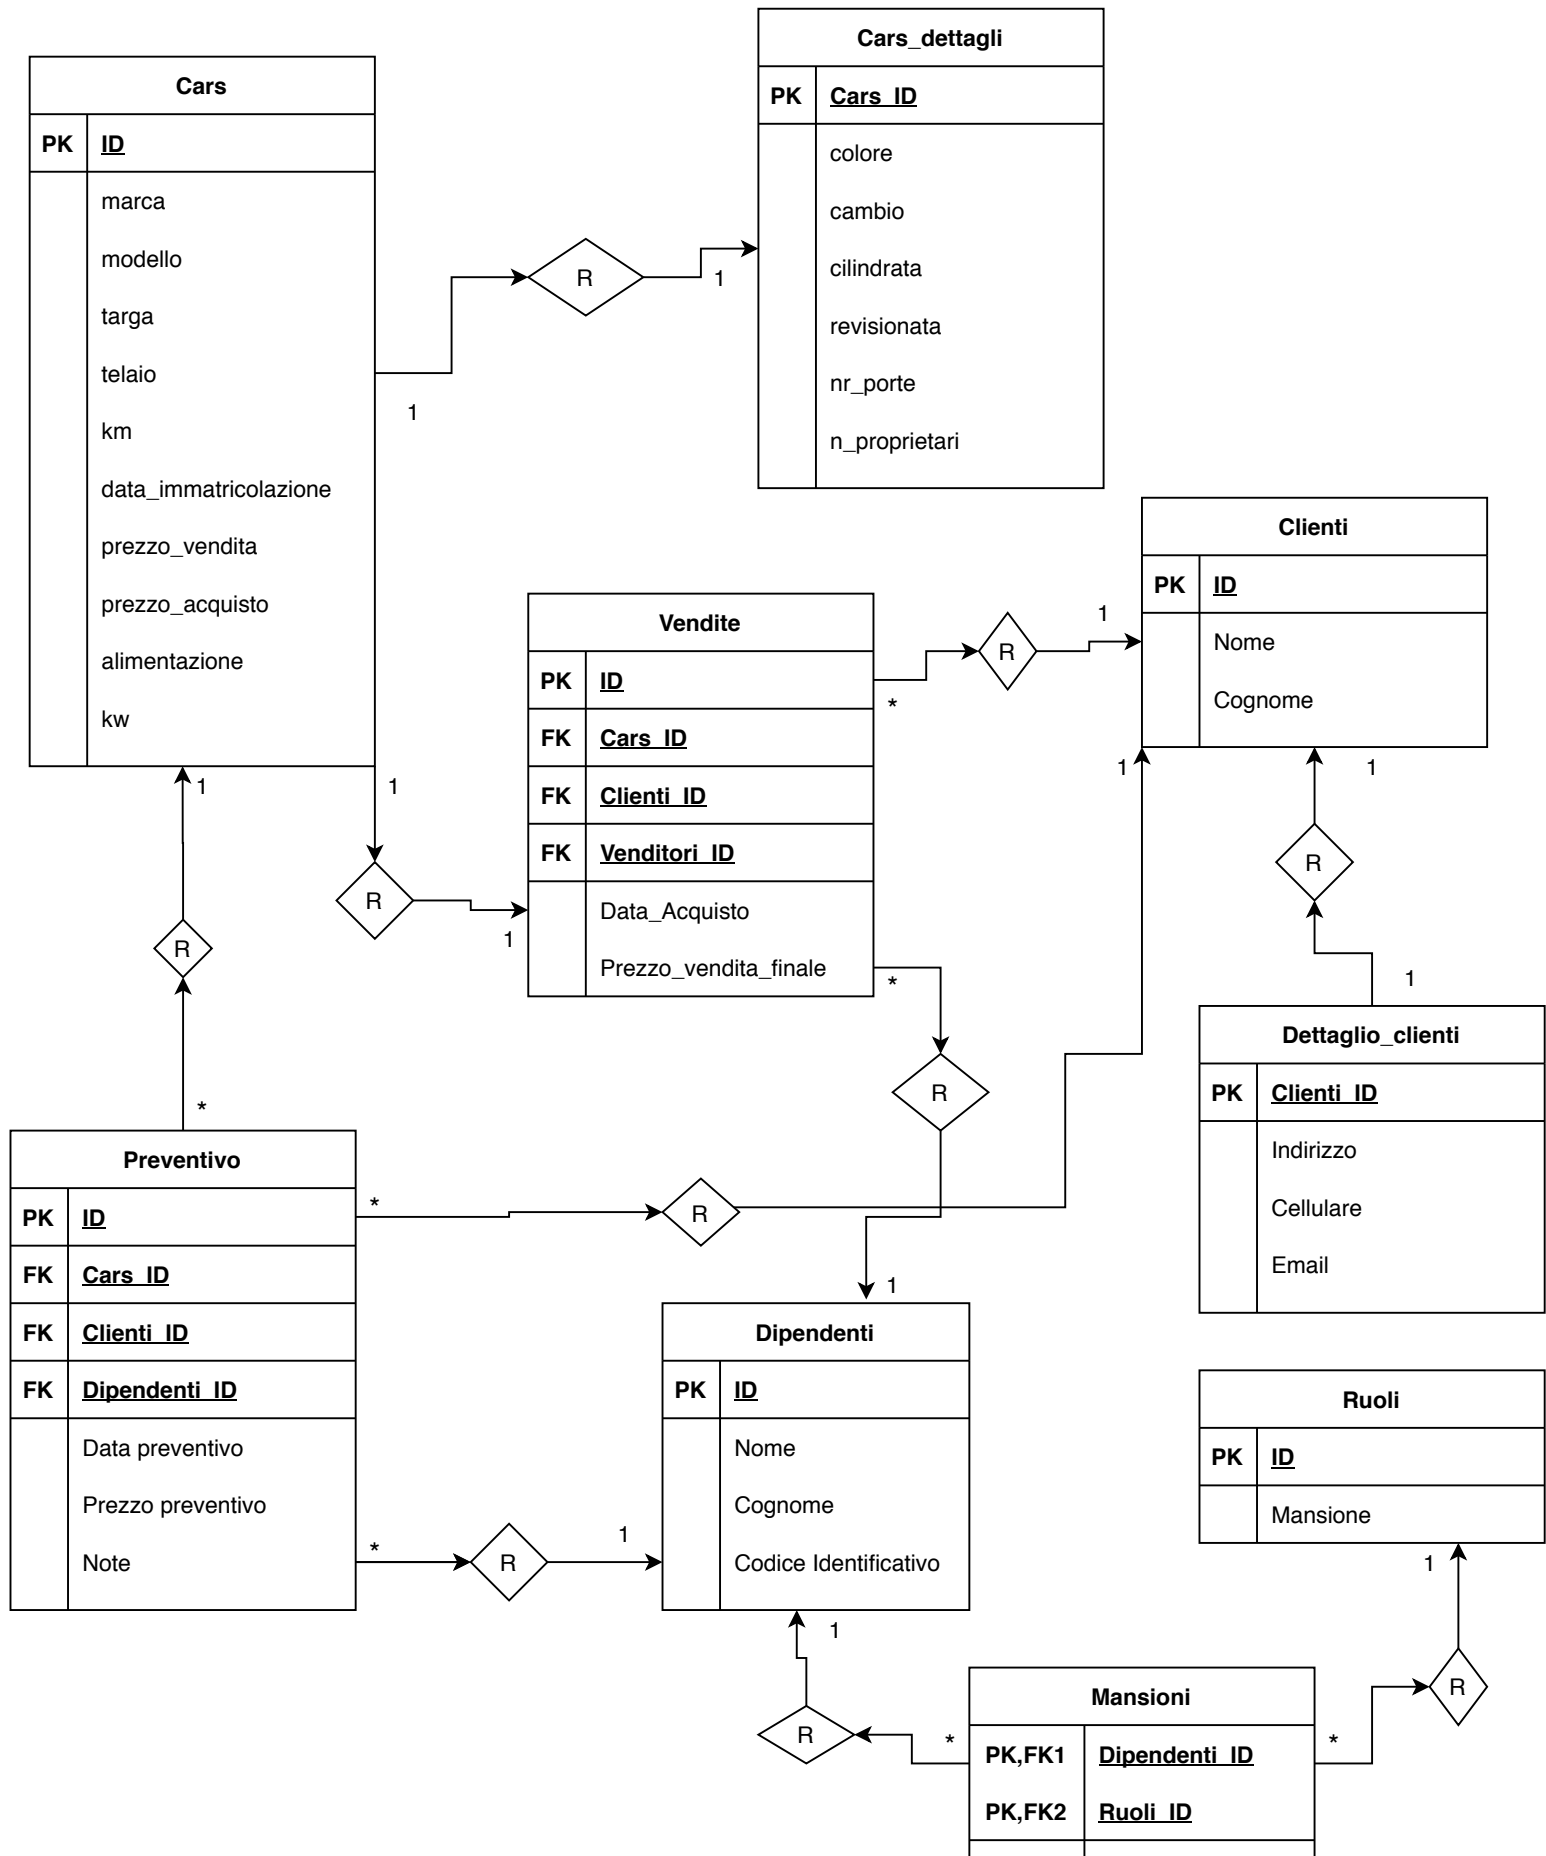 Cars_dettagli
PK Cars_ID
colore
cambio
cilindrata
revisionata
nr_porte
n_proprietari
Cars
PK ID
marca
modello
targa
telaio
km
data_immatricolazione
prezzo_vendita
prezzo_acquisto
alimentazione
kw
R
1
1
Clienti
PK ID
Nome
Cognome
Vendite
PK ID
FK Cars_ID
FK Clienti_ID
FK Venditori_ID
Data_Acquisto
Prezzo_vendita_finale
R
1
*
1
1
1
1
R
R
1
*
R
1
R
*
R
Dettaglio_clienti
PK Clienti_ID
Indirizzo
Cellulare
Email
Preventivo
PK ID
FK Cars_ID
FK Clienti_ID
FK Dipendenti_ID
Data preventivo
Prezzo preventivo
Note
*
R
1
Dipendenti
PK ID
Nome
Cognome
Codice Identificativo
*
R
1
Ruoli
PK ID
Mansione
1
1
R
*
Mansioni
PK,FK1 Dipendenti_ID
PK,FK2 Ruoli_ID
*
R